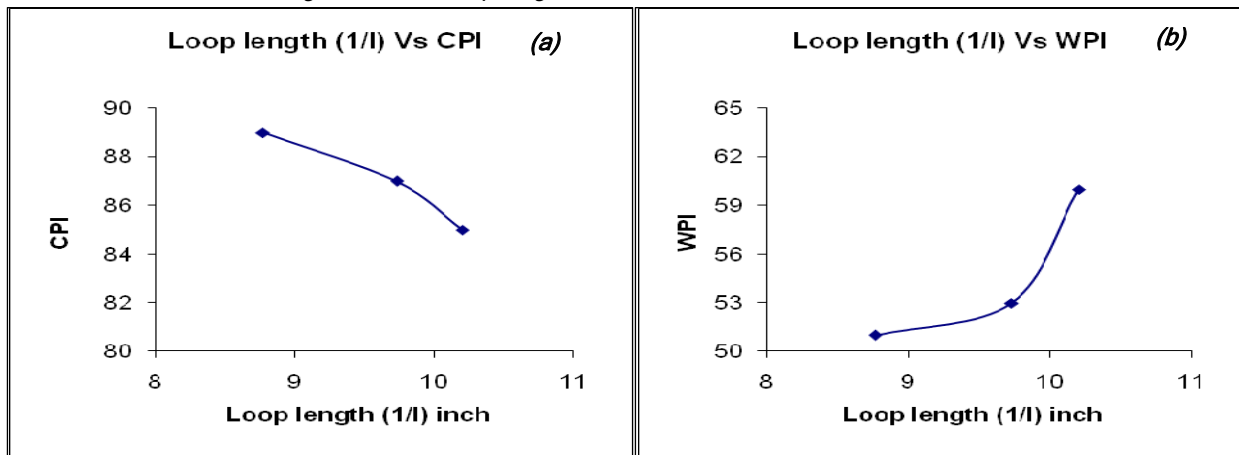 Loop length (1/l) Vs CPI (a)
90
88
86
84
82
80
CPI
8 9 10 11
Loop length (1/l) inch
Loop length (1/l) Vs WPI (b)
65
62
59
56
53
50
WPI
8 9 10 11
Loop length (1/l) inch